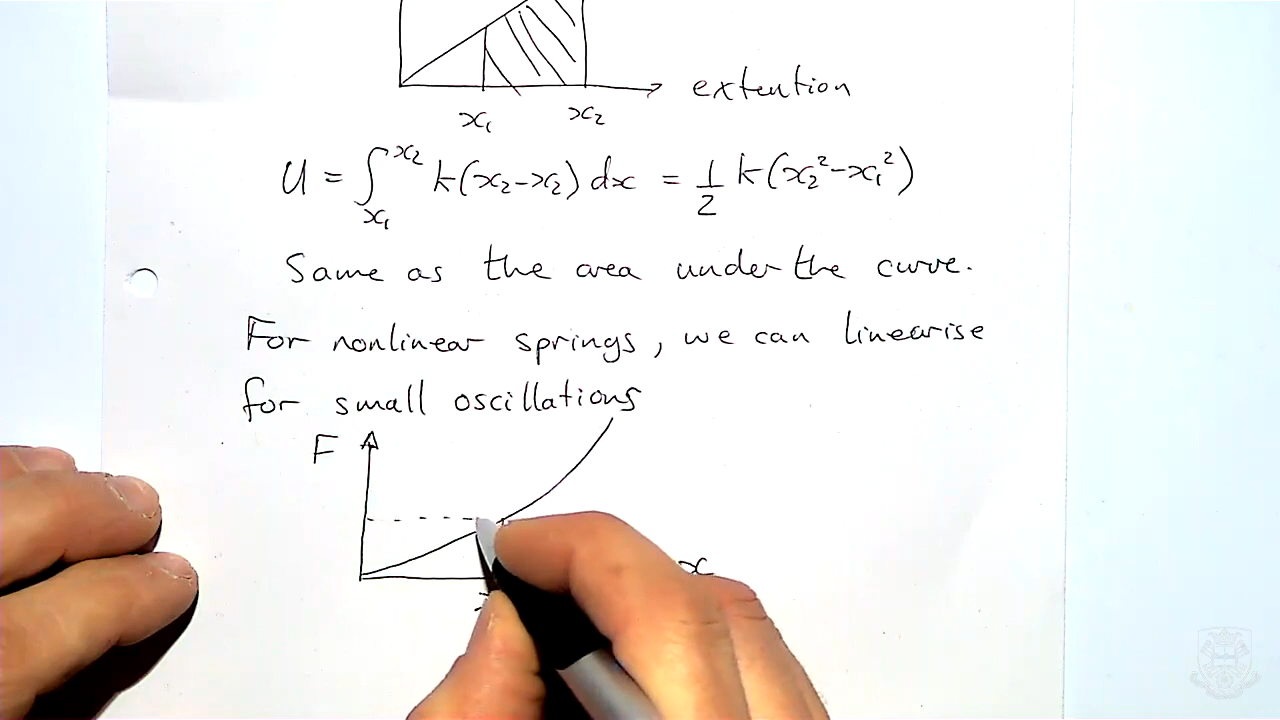 extention
x₁ x₂
U = ∫_{x₁}^{x₂} k(x₂-x₂) dx = 1/2 k(x₂²-x₁²)
Same as the area under the curve.
For nonlinear springs, we can linearise
for small oscillations
F
x